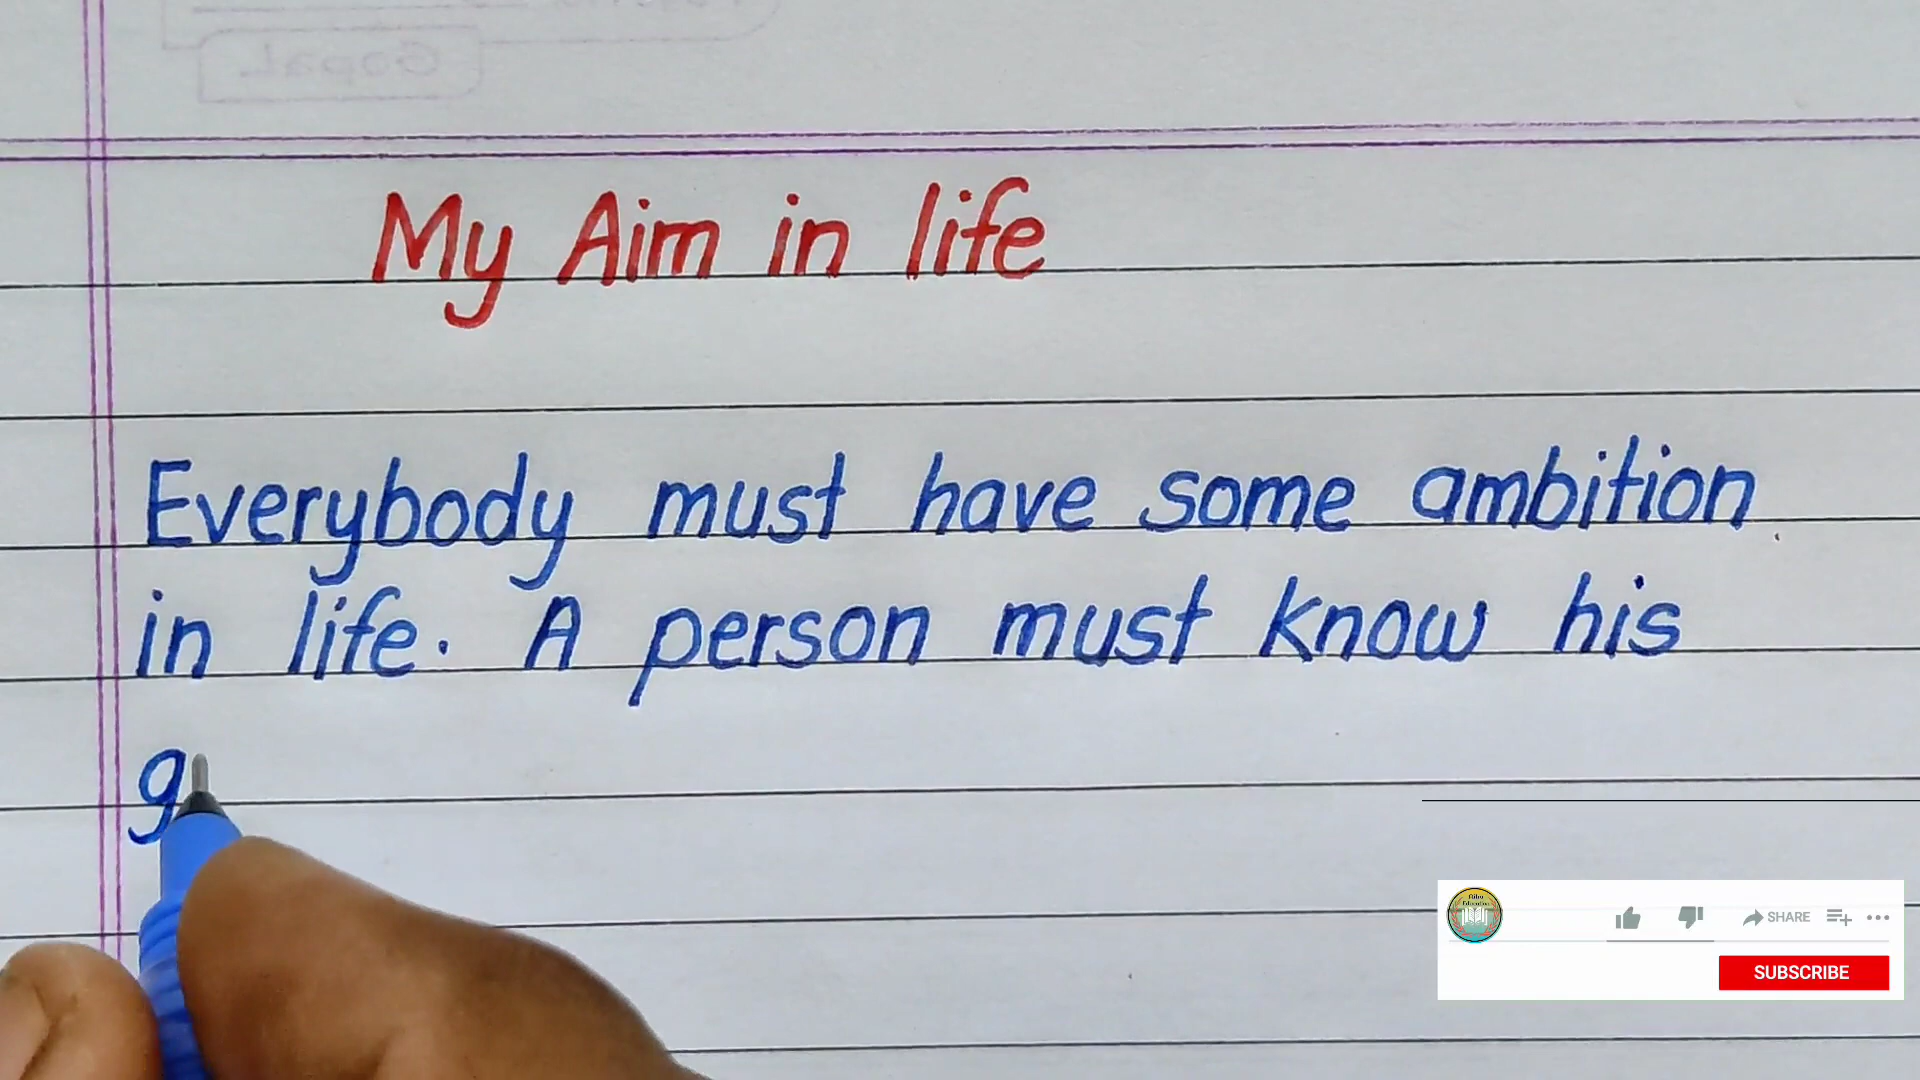 My Aim in life
Everybody must have some ambition
in life. A person must know his
g
SHARE
SUBSCRIBE